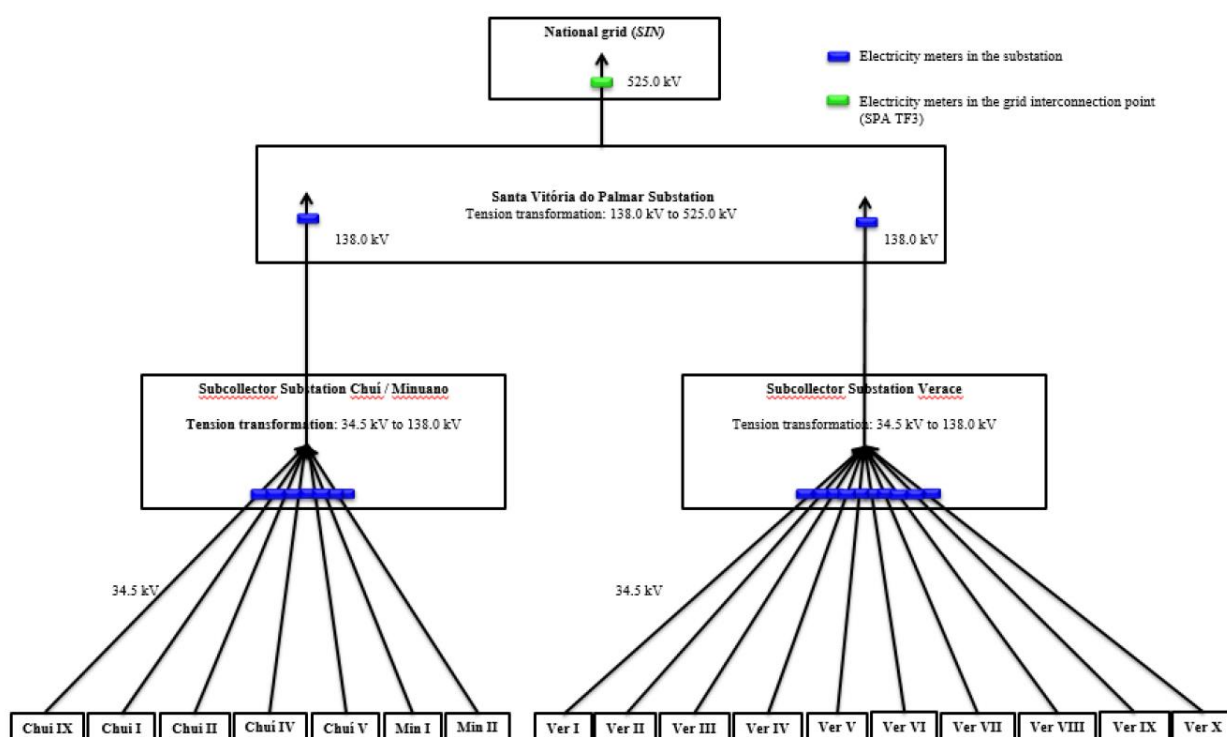 National grid (SIN)
525.0 kV
Electricity meters in the substation
Electricity meters in the grid interconnection point
(SPA TF3)
Santa Vitória do Palmar Substation
Tension transformation: 138.0 kV to 525.0 kV
138.0 kV
138.0 kV
Subcollector Substation Chuí / Minuano
Tension transformation: 34.5 kV to 138.0 kV
Subcollector Substation Verace
Tension transformation: 34.5 kV to 138.0 kV
34.5 kV
34.5 kV
Chui IX
Chui I
Chui II
Chuí IV
Chuí V
Min I
Min II
Ver I
Ver II
Ver III
Ver IV
Ver V
Ver VI
Ver VII
Ver VIII
Ver IX
Ver X